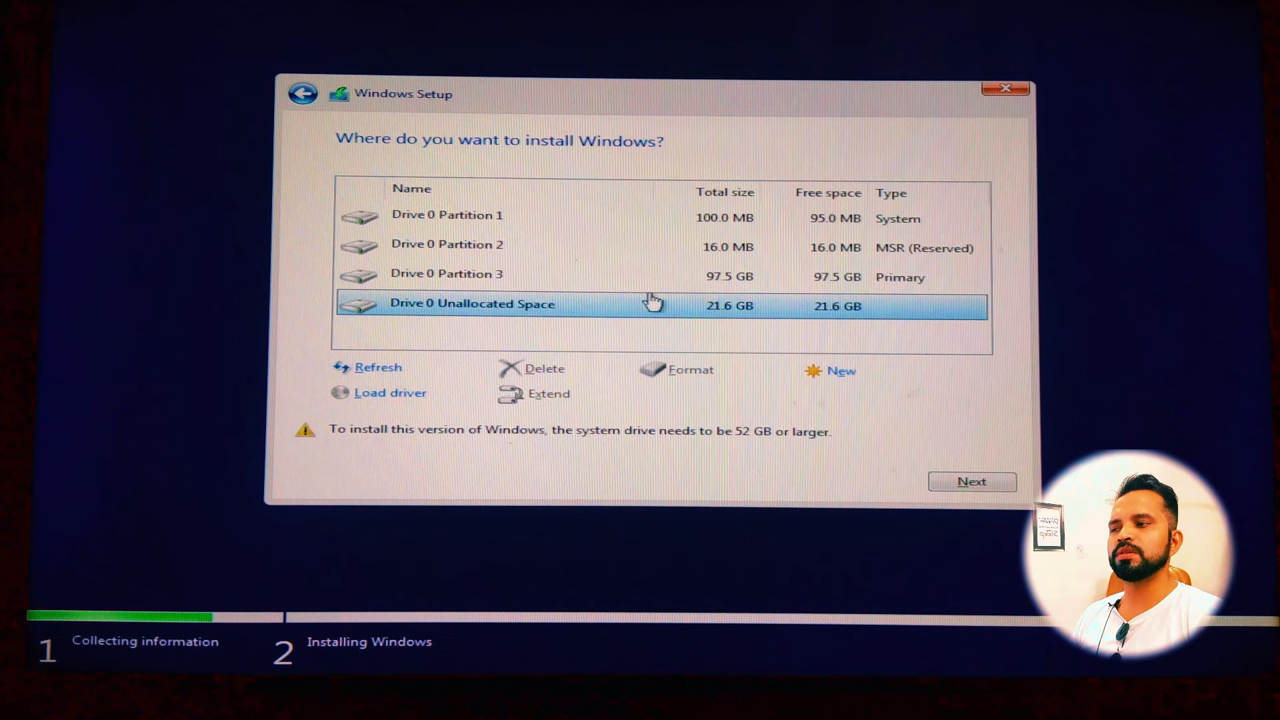 Windows Setup
Where do you want to install Windows?
Name Total size Free space Type
Drive 0 Partition 1 100.0 MB 95.0 MB System
Drive 0 Partition 2 16.0 MB 16.0 MB MSR (Reserved)
Drive 0 Partition 3 97.5 GB 97.5 GB Primary
Drive 0 Unallocated Space 21.6 GB 21.6 GB
Refresh Delete Format New
Load driver Extend
To install this version of Windows, the system drive needs to be 52 GB or larger.
Next
1 Collecting information 2 Installing Windows